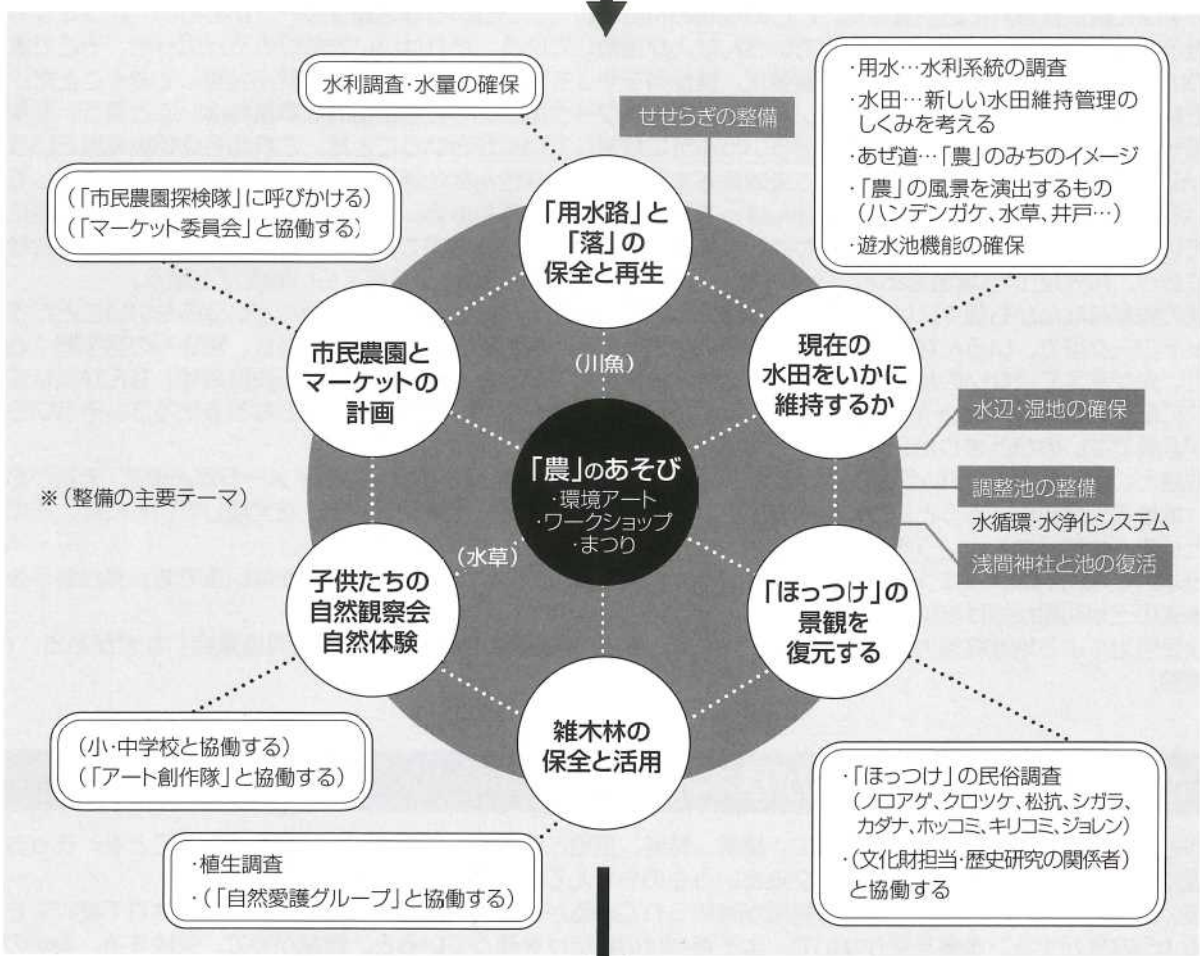 水利調査・水量の確保
せせらぎの整備
・用水…水利系統の調査
・水田…新しい水田維持管理の
しくみを考える
・あぜ道…「農」のみちのイメージ
・「農」の風景を演出するもの
(ハンデンガケ、水草、井戸…)
・遊水池機能の確保
(「市民農園探検隊」に呼びかける)
(「マーケット委員会」と協働する)
「用水路」と
「落」の
保全と再生
市民農園と
マーケットの
計画
(川魚)
現在の
水田をいかに
維持するか
水辺・湿地の確保
「農」のあそび
・環境アート
・ワークショップ
・まつり
※(整備の主要テーマ)
調整池の整備
水循環・水浄化システム
浅間神社と池の復活
(水草)
子供たちの
自然観察会
自然体験
「ほっつけ」の
景観を
復元する
雑木林の
保全と活用
(小・中学校と協働する)
(「アート創作隊」と協働する)
・「ほっつけ」の民俗調査
(ノロアゲ、クロツケ、松抗、シガラ、
カダナ、ホッコミ、キリコミ、ジョレン)
・(文化財担当・歴史研究の関係者)
と協働する
・植生調査
・(「自然愛護グループ」と協働する)